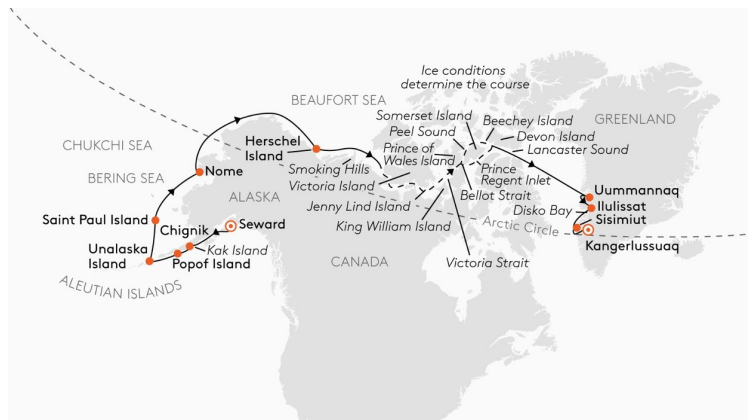 Ice conditions
determine the course
BEAUFORT SEA
Somerset Island
Beechey Island
GREENLAND
Peel Sound
Devon Island
CHUKCHI SEA
Herschel
Island
Prince of
Wales Island
Lancaster Sound
Smoking Hills
Prince
Regent Inlet
Nome
BERING SEA
Victoria Island
Bellot Strait
Uummannaq
ALASKA
Jenny Lind Island
Disko Bay
Ilulissat
Saint Paul Island
Chignik
Seward
King William Island
Arctic Circle
Sisimiut
Unalaska
Island
Kak Island
Popof Island
Kangerlussuaq
CANADA
Victoria Strait
ALEUTIAN ISLANDS